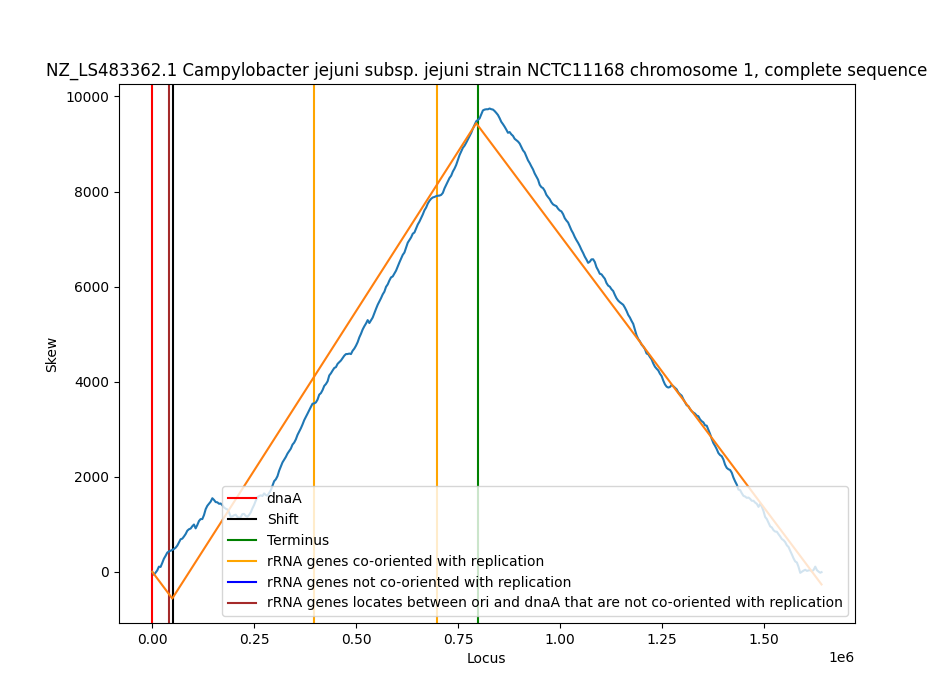 NZ_LS483362.1 Campylobacter jejuni subsp. jejuni strain NCTC11168 chromosome 1, complete sequence
10000
8000
6000
4000
2000
0
Skew
dnaA
Shift
Terminus
rRNA genes co-oriented with replication
rRNA genes not co-oriented with replication
rRNA genes locates between ori and dnaA that are not co-oriented with replication
0.00 0.25 0.50 0.75 1.00 1.25 1.50
Locus
1e6